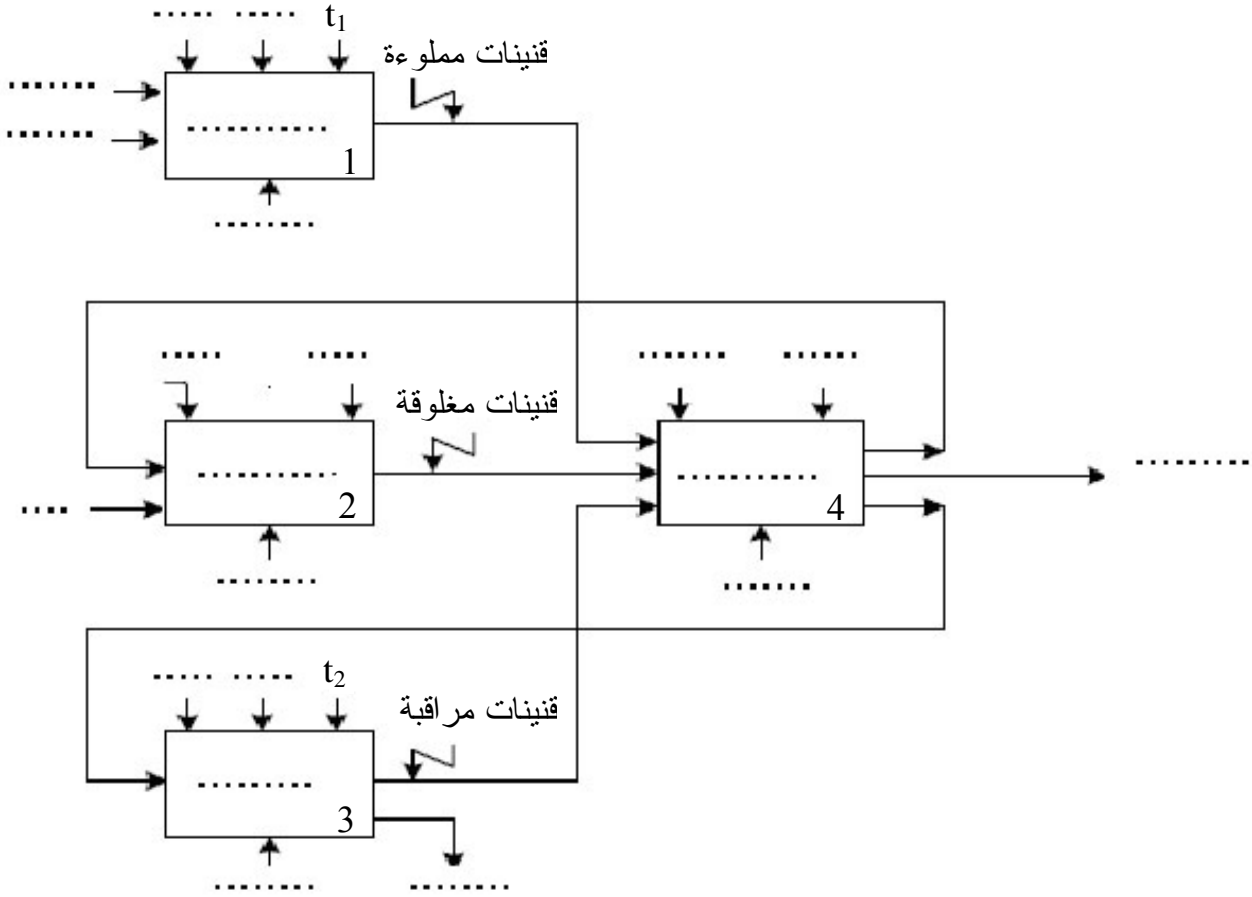 t₁
قنينات مملوءة
1
قنينات مغلوقة
2
4
t₂
قنينات مراقبة
3